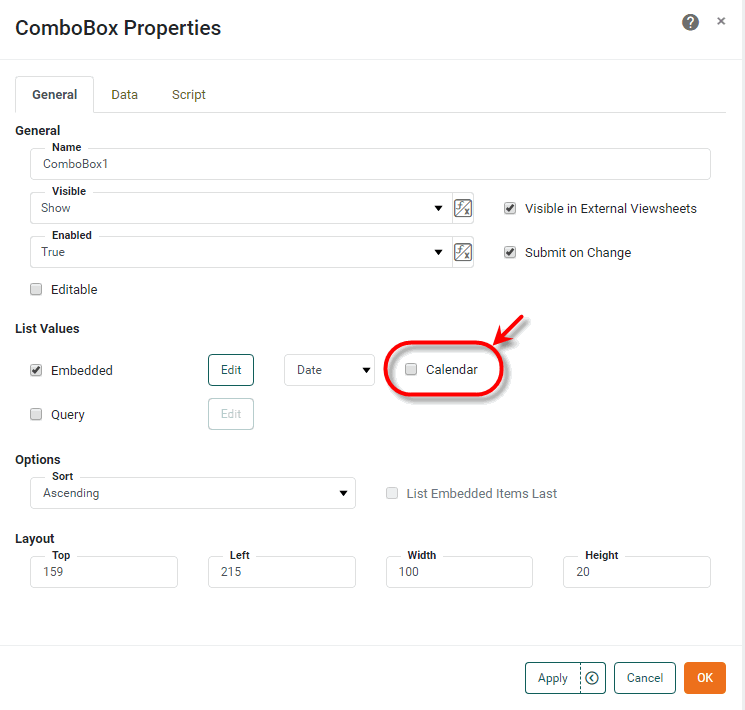 ComboBox Properties
General Data Script
General
Name
ComboBox1
Visible
Show
Visible in External Viewsheets
Enabled
True
Submit on Change
Editable
List Values
Embedded Edit Date Calendar
Query Edit
Options
Sort
Ascending
List Embedded Items Last
Layout
Top Left Width Height
159 215 100 20
Apply Cancel OK